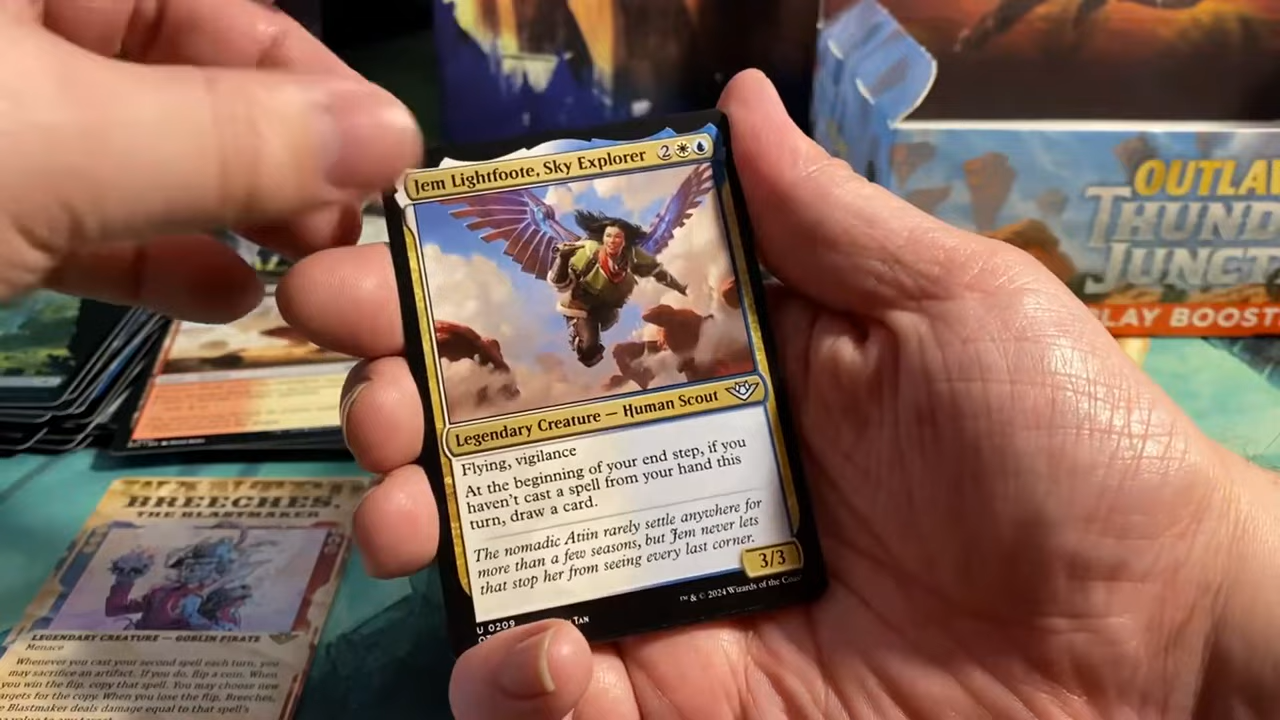 Jem Lightfoote, Sky Explorer 2
Legendary Creature — Human Scout
Flying, vigilance
At the beginning of your end step, if you
haven't cast a spell from your hand this
turn, draw a card.
The nomadic Atiin rarely settle anywhere for
more than a few seasons, but Jem never lets
that stop her from seeing every last corner.
3/3
U 0209
TAN
™ & © 2024 Wizards of the Coast
OUTLAW
THUND
JUNCT
LAY BOOST
BREECHES,
THE BLASTMAKER
LEGENDARY CREATURE — GOBLIN PIRATE
Menace
Whenever you cast your second spell each turn, you
may sacrifice an artifact. If you do, flip a coin. When
you win the flip, copy that spell. You may choose new
targets for the copy. When you lose the flip, Breeches,
Blastmaker deals damage equal to that spell's